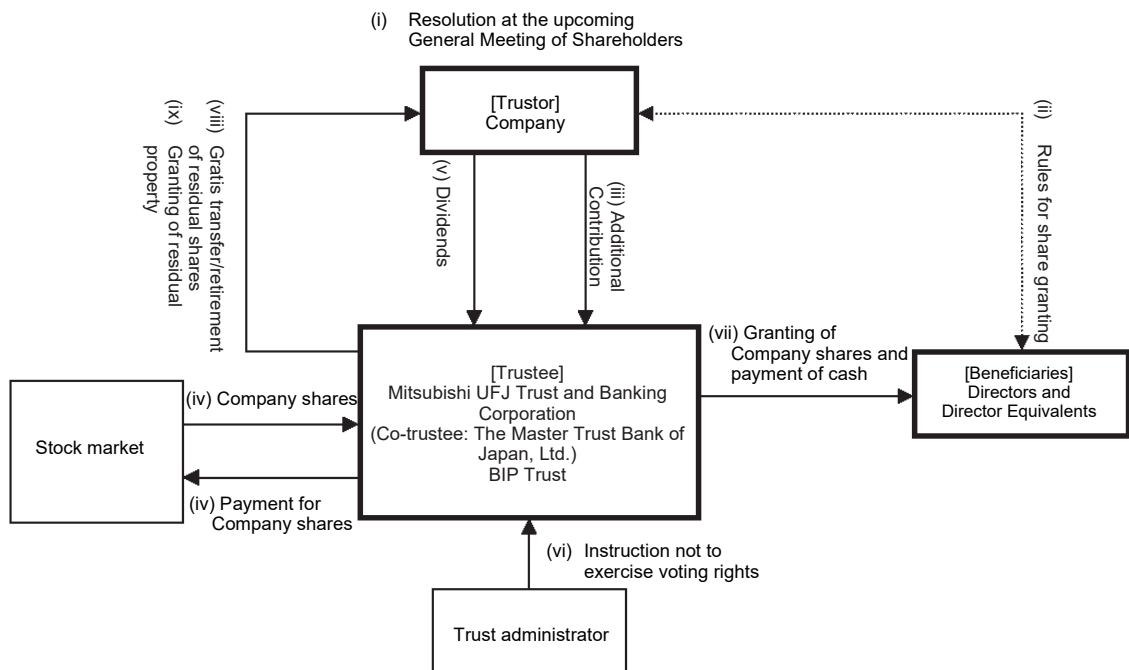 (i) Resolution at the upcoming
General Meeting of Shareholders
[Trustor]
Company
(viii) Gratis transfer/retirement
of residual shares
(ix) Granting of residual
property
(v) Dividends
(iii) Additional
Contribution
(ii) Rules for share granting
[Trustee]
Mitsubishi UFJ Trust and Banking
Corporation
(Co-trustee: The Master Trust Bank of
Japan, Ltd.)
BIP Trust
(vii) Granting of
Company shares and
payment of cash
[Beneficiaries]
Directors and
Director Equivalents
Stock market
(iv) Company shares
(iv) Payment for
Company shares
(vi) Instruction not to
exercise voting rights
Trust administrator